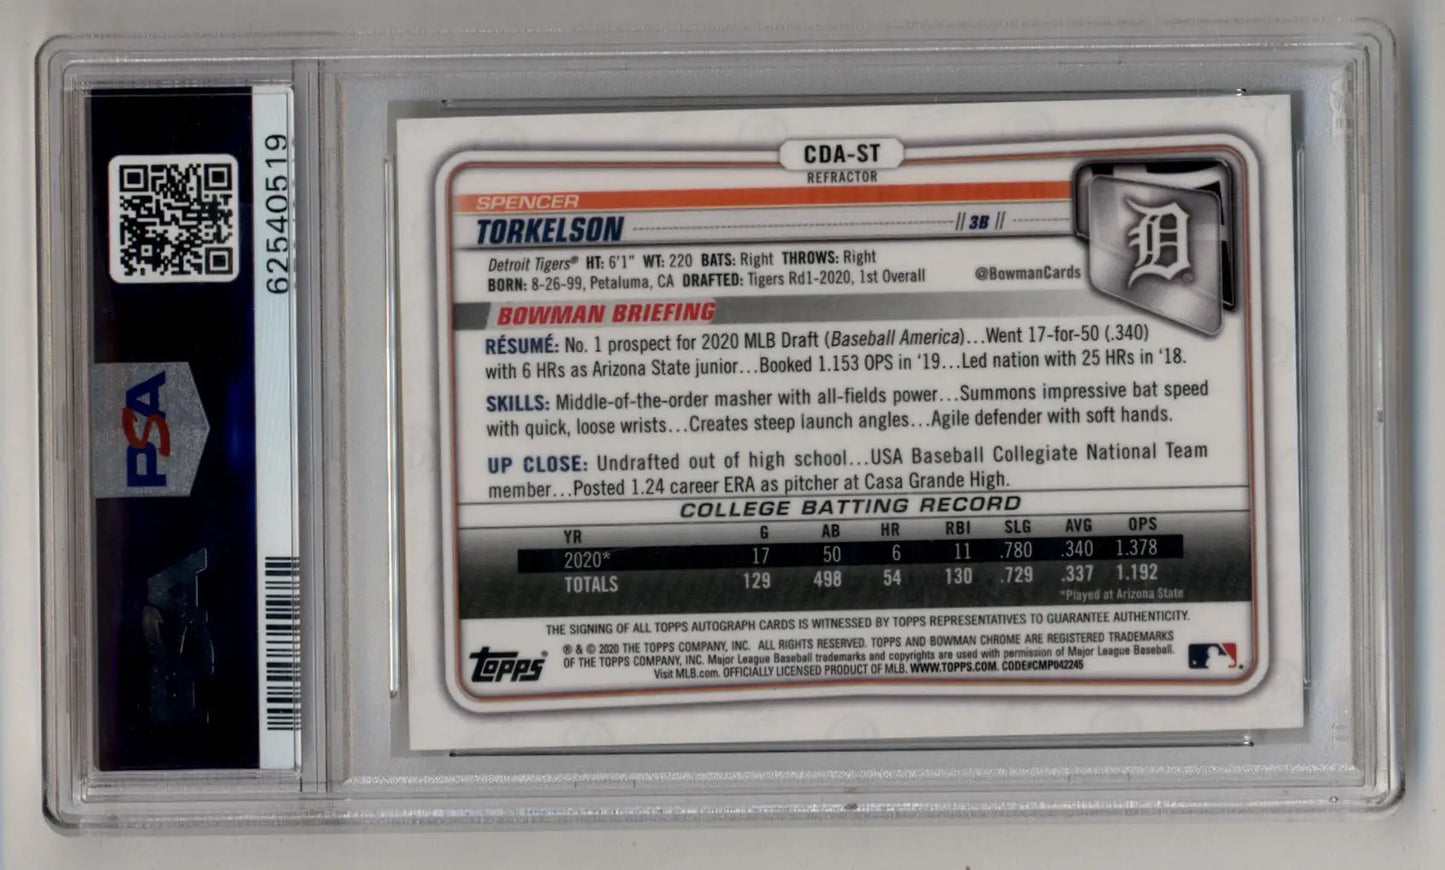 62540519
PSA
CDA-ST
REFRACTOR
SPENCER
TORKELSON
// 3B //
Detroit Tigers® HT: 6'1" WT: 220 BATS: Right THROWS: Right
BORN: 8-26-99, Petaluma, CA DRAFTED: Tigers Rd1-2020, 1st Overall
@BowmanCards
D
BOWMAN BRIEFING
RÉSUMÉ: No. 1 prospect for 2020 MLB Draft (Baseball America)...Went 17-for-50 (.340)
with 6 HRs as Arizona State junior...Booked 1.153 OPS in '19...Led nation with 25 HRs in '18.
SKILLS: Middle-of-the-order masher with all-fields power...Summons impressive bat speed
with quick, loose wrists...Creates steep launch angles...Agile defender with soft hands.
UP CLOSE: Undrafted out of high school...USA Baseball Collegiate National Team
member...Posted 1.24 career ERA as pitcher at Casa Grande High.
COLLEGE BATTING RECORD
YR G AB HR RBI SLG AVG OPS
2020* 17 50 6 11 .780 .340 1.378
TOTALS 129 498 54 130 .729 .337 1.192
*Played at Arizona State
THE SIGNING OF ALL TOPPS AUTOGRAPH CARDS IS WITNESSED BY TOPPS REPRESENTATIVES TO GUARANTEE AUTHENTICITY.
Topps®
® & © 2020 THE TOPPS COMPANY, INC. ALL RIGHTS RESERVED. TOPPS AND BOWMAN CHROME ARE REGISTERED TRADEMARKS
OF THE TOPPS COMPANY, INC. Major League Baseball trademarks and copyrights are used with permission of Major League Baseball.
Visit MLB.com. OFFICIALLY LICENSED PRODUCT OF MLB. WWW.TOPPS.COM. CODE#CMP042245